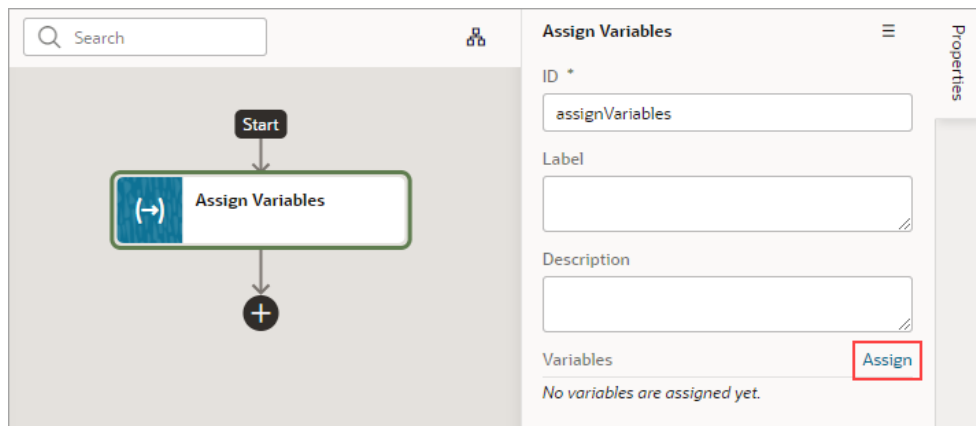 Search
Start
Assign Variables
Assign Variables
ID *
assignVariables
Label
Description
Variables Assign
No variables are assigned yet.
Properties